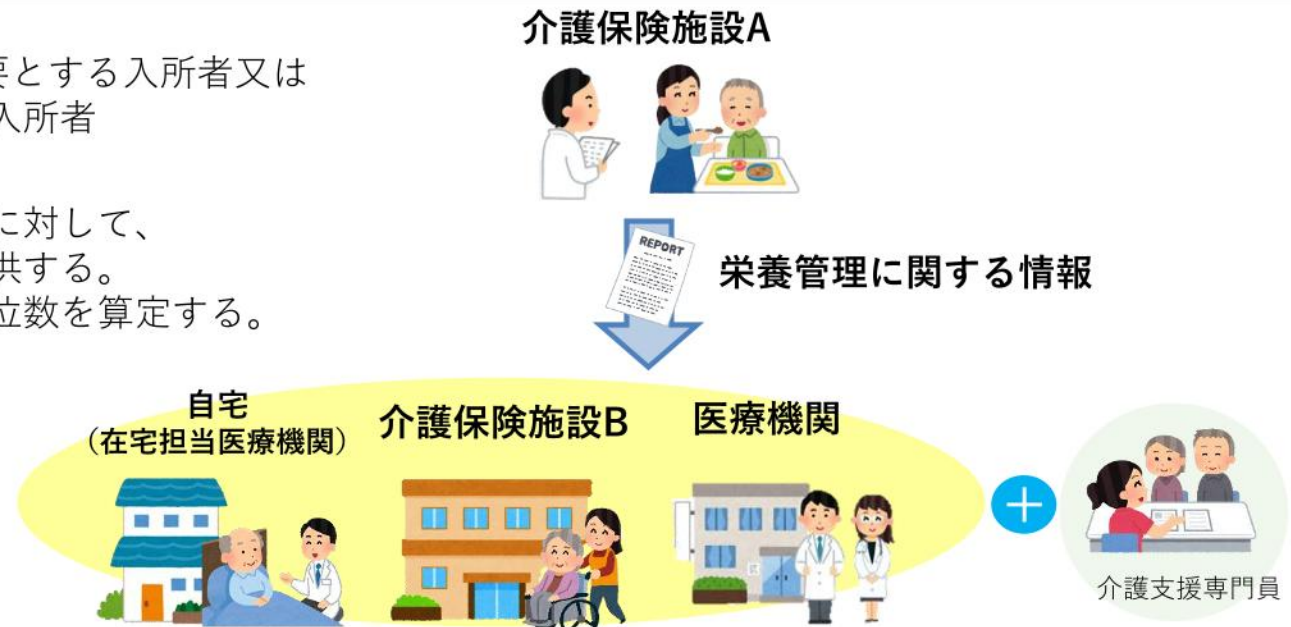 介護保険施設A
要とする入所者又は
入所者
に対して、
供する。
位数を算定する。
REPORT
栄養管理に関する情報
自宅
（在宅担当医療機関）
介護保険施設B
医療機関
+
介護支援専門員